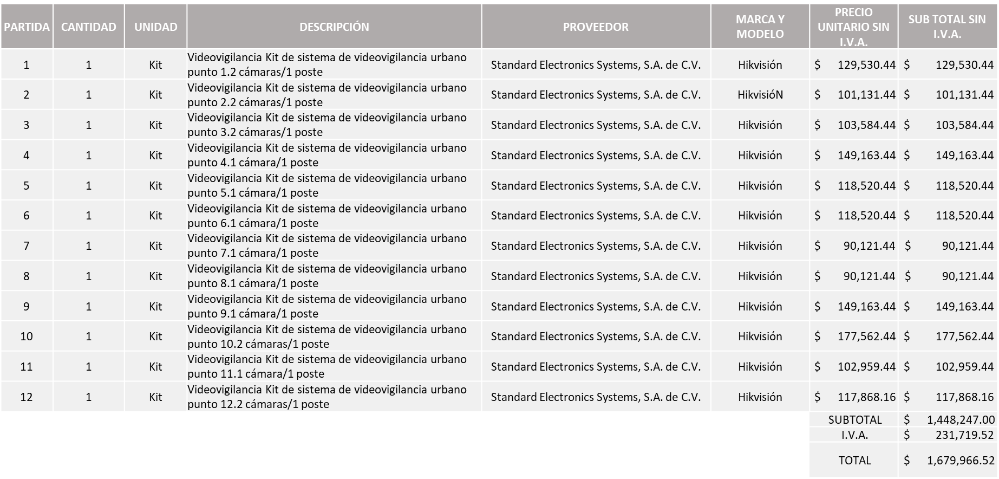 PARTIDA CANTIDAD UNIDAD DESCRIPCIÓN PROVEEDOR MARCA Y MODELO PRECIO UNITARIO SIN I.V.A. SUB TOTAL SIN I.V.A.
1 1 Kit Videovigilancia Kit de sistema de videovigilancia urbano punto 1.2 cámaras/1 poste Standard Electronics Systems, S.A. de C.V. Hikvisión $ 129,530.44 $ 129,530.44
2 1 Kit Videovigilancia Kit de sistema de videovigilancia urbano punto 2.2 cámaras/1 poste Standard Electronics Systems, S.A. de C.V. HikvisióN $ 101,131.44 $ 101,131.44
3 1 Kit Videovigilancia Kit de sistema de videovigilancia urbano punto 3.2 cámaras/1 poste Standard Electronics Systems, S.A. de C.V. Hikvisión $ 103,584.44 $ 103,584.44
4 1 Kit Videovigilancia Kit de sistema de videovigilancia urbano punto 4.1 cámara/1 poste Standard Electronics Systems, S.A. de C.V. Hikvisión $ 149,163.44 $ 149,163.44
5 1 Kit Videovigilancia Kit de sistema de videovigilancia urbano punto 5.1 cámara/1 poste Standard Electronics Systems, S.A. de C.V. Hikvisión $ 118,520.44 $ 118,520.44
6 1 Kit Videovigilancia Kit de sistema de videovigilancia urbano punto 6.1 cámara/1 poste Standard Electronics Systems, S.A. de C.V. Hikvisión $ 118,520.44 $ 118,520.44
7 1 Kit Videovigilancia Kit de sistema de videovigilancia urbano punto 7.1 cámara/1 poste Standard Electronics Systems, S.A. de C.V. Hikvisión $ 90,121.44 $ 90,121.44
8 1 Kit Videovigilancia Kit de sistema de videovigilancia urbano punto 8.1 cámara/1 poste Standard Electronics Systems, S.A. de C.V. Hikvisión $ 90,121.44 $ 90,121.44
9 1 Kit Videovigilancia Kit de sistema de videovigilancia urbano punto 9.1 cámara/1 poste Standard Electronics Systems, S.A. de C.V. Hikvisión $ 149,163.44 $ 149,163.44
10 1 Kit Videovigilancia Kit de sistema de videovigilancia urbano punto 10.2 cámaras/1 poste Standard Electronics Systems, S.A. de C.V. Hikvisión $ 177,562.44 $ 177,562.44
11 1 Kit Videovigilancia Kit de sistema de videovigilancia urbano punto 11.1 cámara/1 poste Standard Electronics Systems, S.A. de C.V. Hikvisión $ 102,959.44 $ 102,959.44
12 1 Kit Videovigilancia Kit de sistema de videovigilancia urbano punto 12.2 cámaras/1 poste Standard Electronics Systems, S.A. de C.V. Hikvisión $ 117,868.16 $ 117,868.16
SUBTOTAL $ 1,448,247.00
I.V.A. $ 231,719.52
TOTAL $ 1,679,966.52